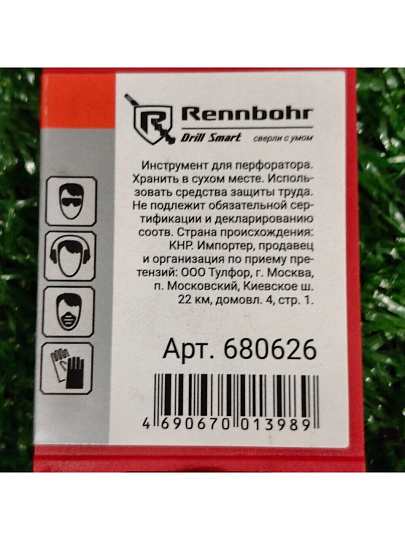 Rennbohr
Drill Smart сверли с умом
Инструмент для перфоратора.
Хранить в сухом месте. Исполь-
зовать средства защиты труда.
Не подлежит обязательной сер-
тификации и декларированию
соотв. Страна происхождения:
КНР. Импортер, продавец
и организация по приему пре-
тензий: ООО Тулфор, г. Москва,
п. Московский, Киевское ш.
22 км, домовл. 4, стр. 1.
Арт. 680626
4 690670 013989